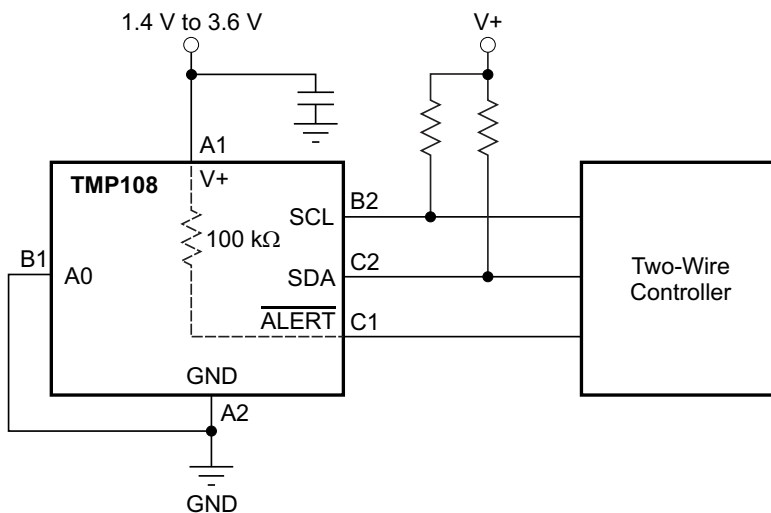 1.4 V to 3.6 V
V+
A1
TMP108
V+
B2
SCL
100 kΩ
B1
A0
C2
SDA
Two-Wire
Controller
ALERT
C1
GND
A2
GND